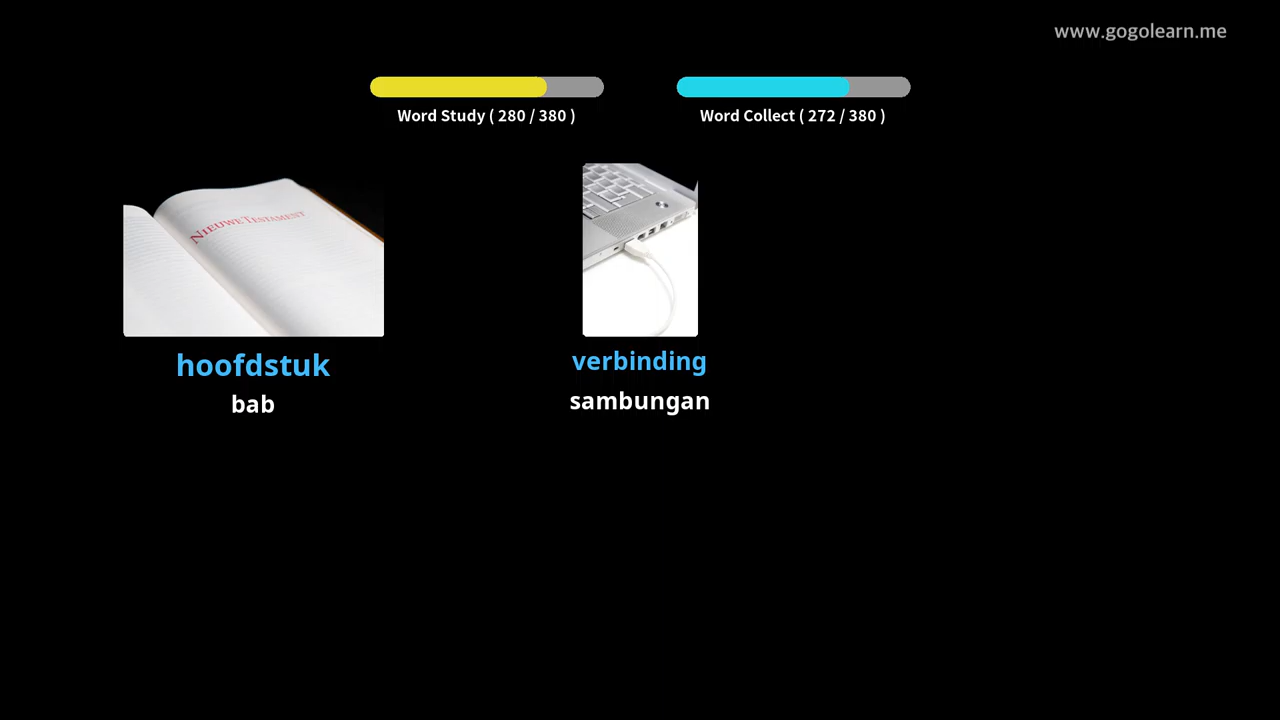 www.gogolearn.me
Word Study ( 280 / 380 )
Word Collect ( 272 / 380 )
NIEUWE TESTAMENT
hoofdstuk
bab
verbinding
sambungan